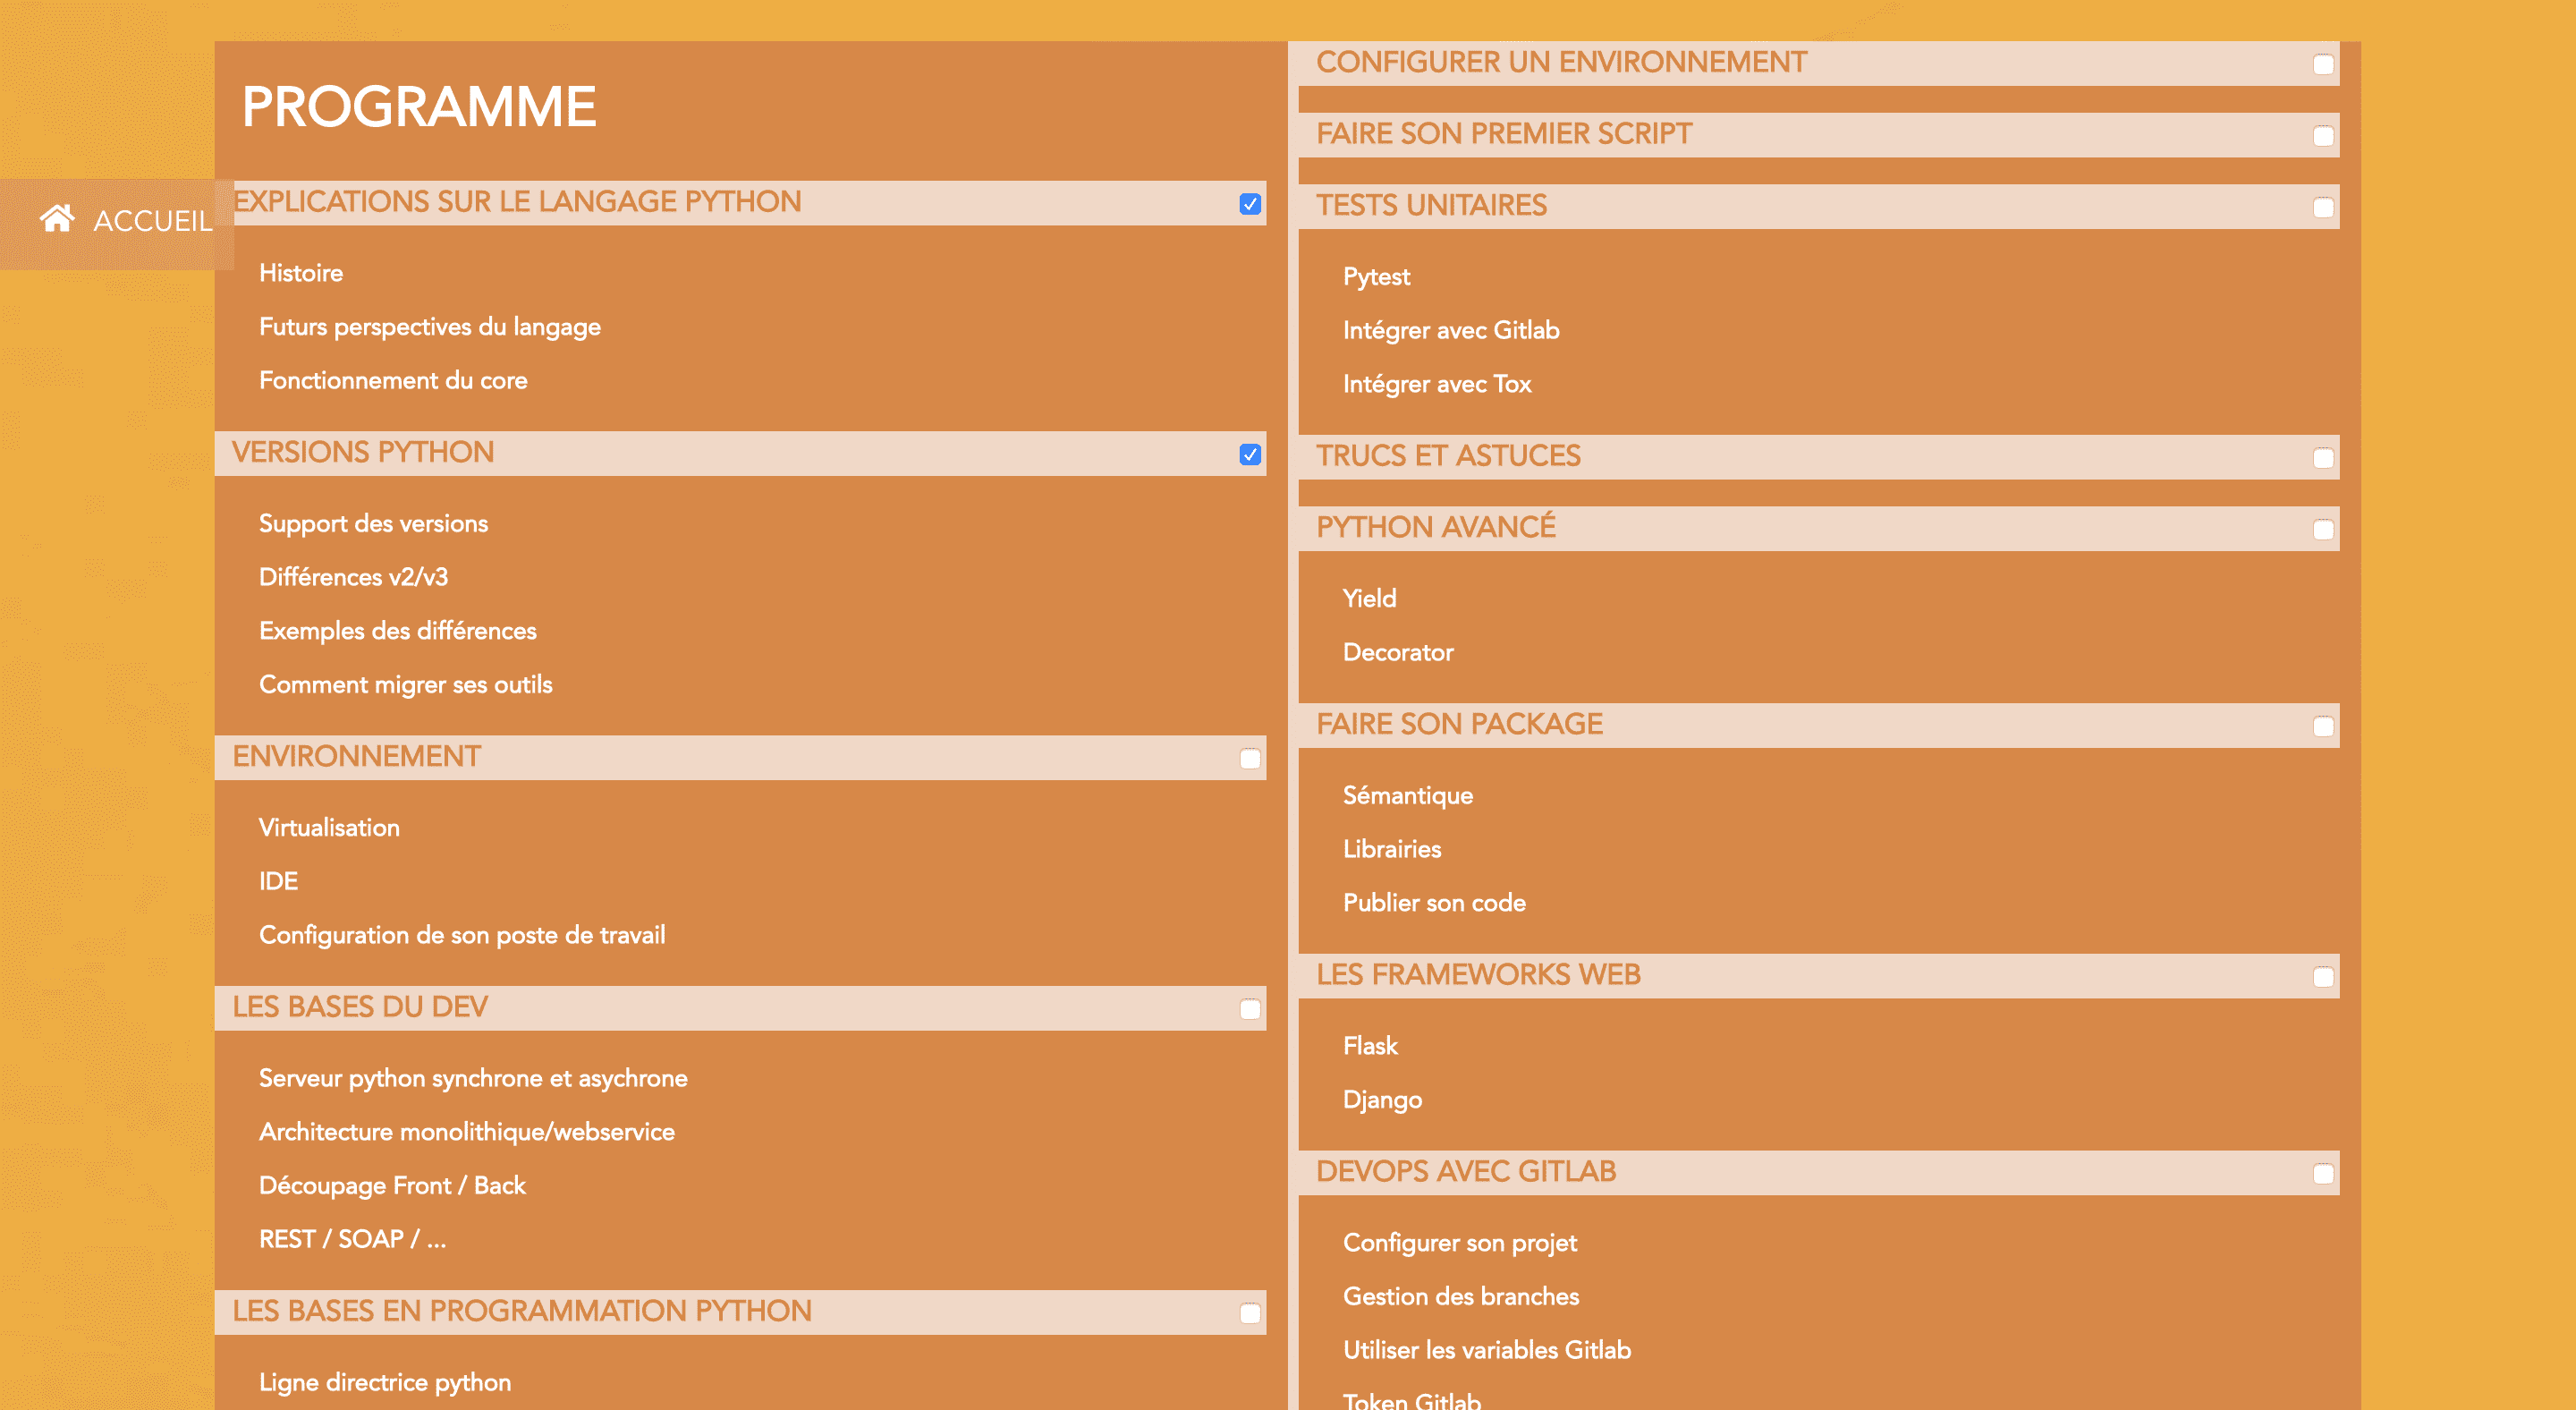 PROGRAMME
ACCUEIL
EXPLICATIONS SUR LE LANGAGE PYTHON
Histoire
Futurs perspectives du langage
Fonctionnement du core
VERSIONS PYTHON
Support des versions
Différences v2/v3
Exemples des différences
Comment migrer ses outils
ENVIRONNEMENT
Virtualisation
IDE
Configuration de son poste de travail
LES BASES DU DEV
Serveur python synchrone et asychrone
Architecture monolithique/webservice
Découpage Front / Back
REST / SOAP / ...
LES BASES EN PROGRAMMATION PYTHON
Ligne directrice python
CONFIGURER UN ENVIRONNEMENT
FAIRE SON PREMIER SCRIPT
TESTS UNITAIRES
Pytest
Intégrer avec Gitlab
Intégrer avec Tox
TRUCS ET ASTUCES
PYTHON AVANCÉ
Yield
Decorator
FAIRE SON PACKAGE
Sémantique
Librairies
Publier son code
LES FRAMEWORKS WEB
Flask
Django
DEVOPS AVEC GITLAB
Configurer son projet
Gestion des branches
Utiliser les variables Gitlab
Token Gitlab